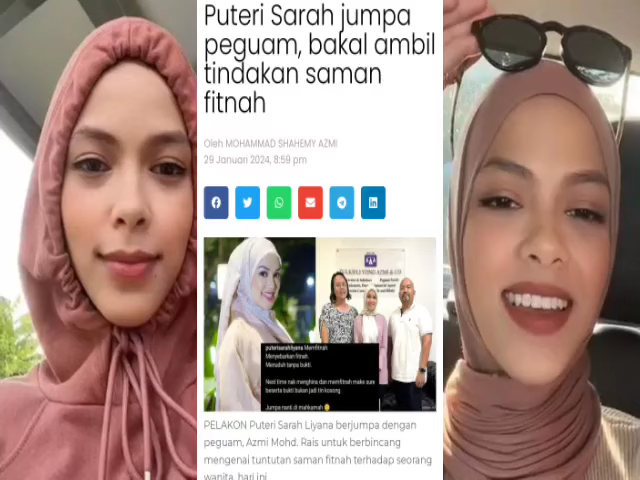 Puteri Sarah jumpa
peguam, bakal ambil
tindakan saman
fitnah
Oleh MOHAMMAD SHAHEMY AZMI
29 Januari 2024, 8:59 pm
puterisarahliyana Memfitnah
Menyebarkan fitnah.
Menuduh tanpa bukti.
Next time nak menghina dan memfitnah make sure
beserta bukti bukan jadi tin kosong
Jumpa nanti di mahkamah
PELAKON Puteri Sarah Liyana berjumpa dengan
peguam, Azmi Mohd. Rais untuk berbincang
mengenai tuntutan saman fitnah terhadap seorang
wanita, hari ini